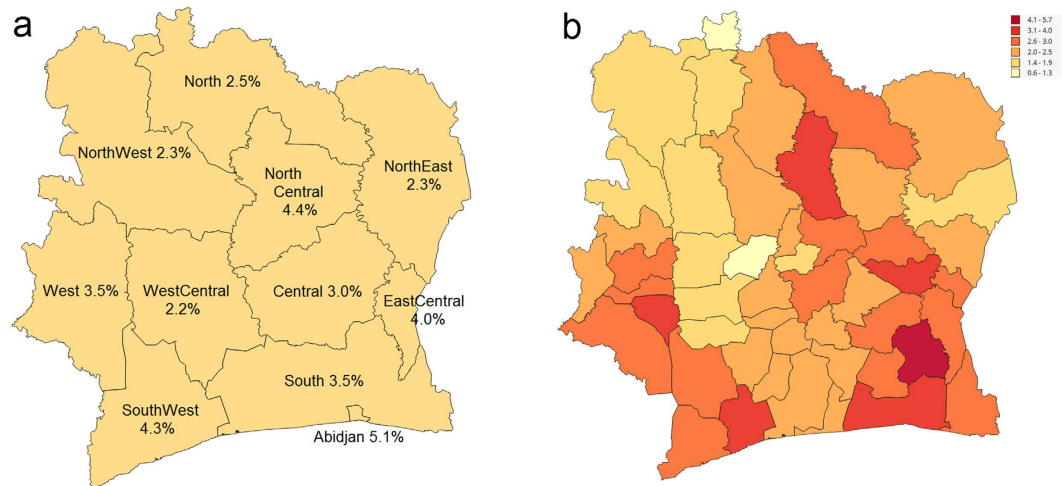 a
North 2.5%
NorthWest 2.3%
North
Central
4.4%
NorthEast
2.3%
West 3.5%
WestCentral
2.2%
Central 3.0%
EastCentral
4.0%
South 3.5%
SouthWest
4.3%
Abidjan 5.1%
b
4.1 - 5.7
3.1 - 4.0
2.6 - 3.0
2.0 - 2.5
1.4 - 1.9
0.6 - 1.3